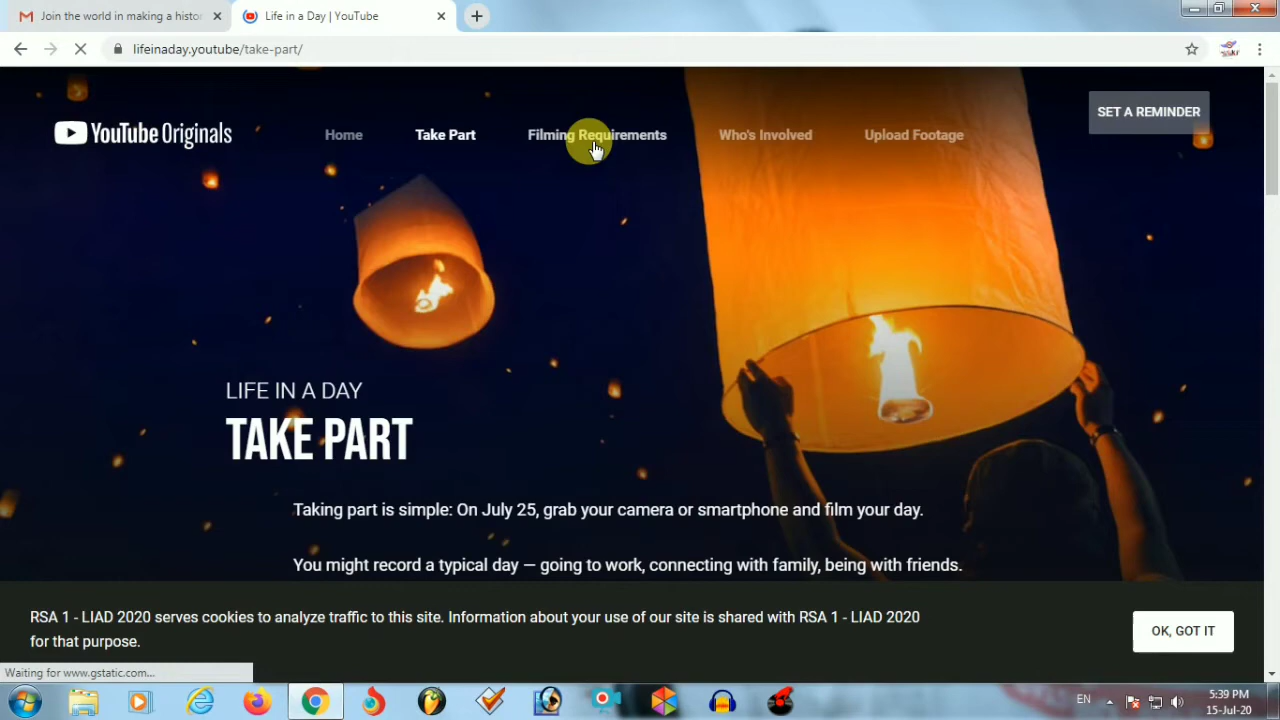 Join the world in making a histor
Life in a Day | YouTube
lifeinaday.youtube/take-part/
YouTube Originals
Home
Take Part
Filming Requirements
Who's Involved
Upload Footage
SET A REMINDER
LIFE IN A DAY
TAKE PART
Taking part is simple: On July 25, grab your camera or smartphone and film your day.
You might record a typical day — going to work, connecting with family, being with friends.
RSA 1 - LIAD 2020 serves cookies to analyze traffic to this site. Information about your use of our site is shared with RSA 1 - LIAD 2020
for that purpose.
OK, GOT IT
Waiting for www.gstatic.com...
EN
5:39 PM
15-Jul-20